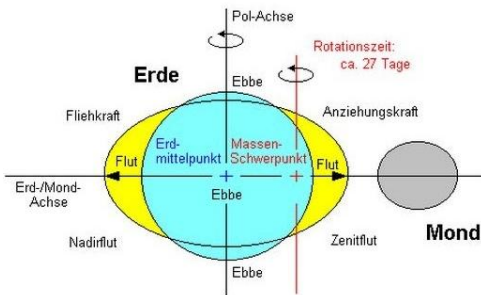 Pol-Achse
Rotationszeit:
ca. 27 Tage
Erde
Ebbe
Fliehkraft
Anziehungskraft
Erd-
mittelpunkt
Massen-
Schwerpunkt
Flut
Flut
Erd-/Mond-
Achse
Ebbe
Mond
Nadirflut
Zenitflut
Ebbe